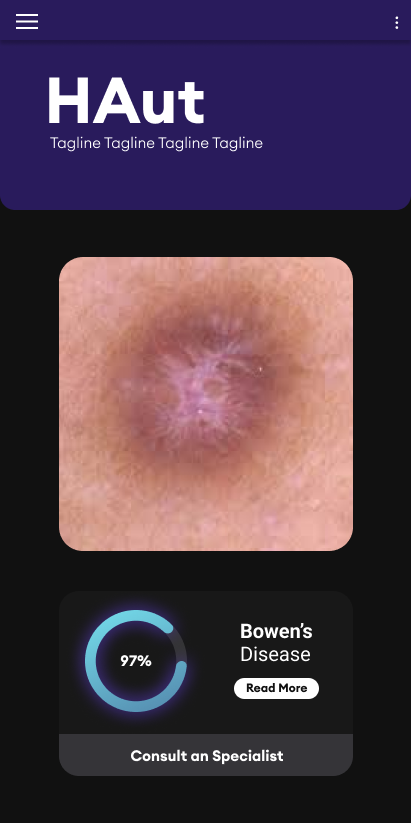 HAut
Tagline Tagline Tagline Tagline
97%
Bowen's
Disease
Read More
Consult an Specialist